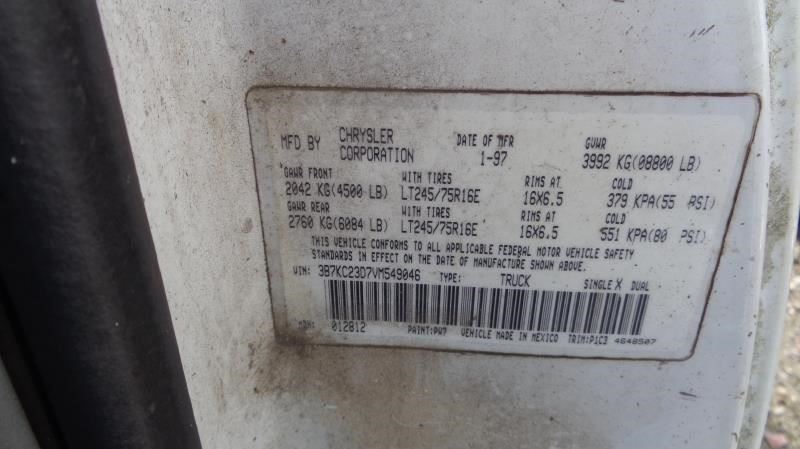 MFD BY CHRYSLER CORPORATION DATE OF MFR 1-97 GVWR 3992 KG(08800 LB)
GAWR FRONT WITH TIRES RIMS AT COLD
2042 KG(4500 LB) LT245/75R16E 16X6.5 379 KPA(55 PSI)
GAWR REAR WITH TIRES RIMS AT COLD
2760 KG(6084 LB) LT245/75R16E 16X6.5 551 KPA(80 PSI)
THIS VEHICLE CONFORMS TO ALL APPLICABLE FEDERAL MOTOR VEHICLE SAFETY
STANDARDS IN EFFECT ON THE DATE OF MANUFACTURE SHOWN ABOVE.
VIN: 3B7KC23D7VM549046 TYPE: TRUCK SINGLE X DUAL
MDH: 012812 PAINT:PW7 VEHICLE MADE IN MEXICO TRIM:P1C3 4648507